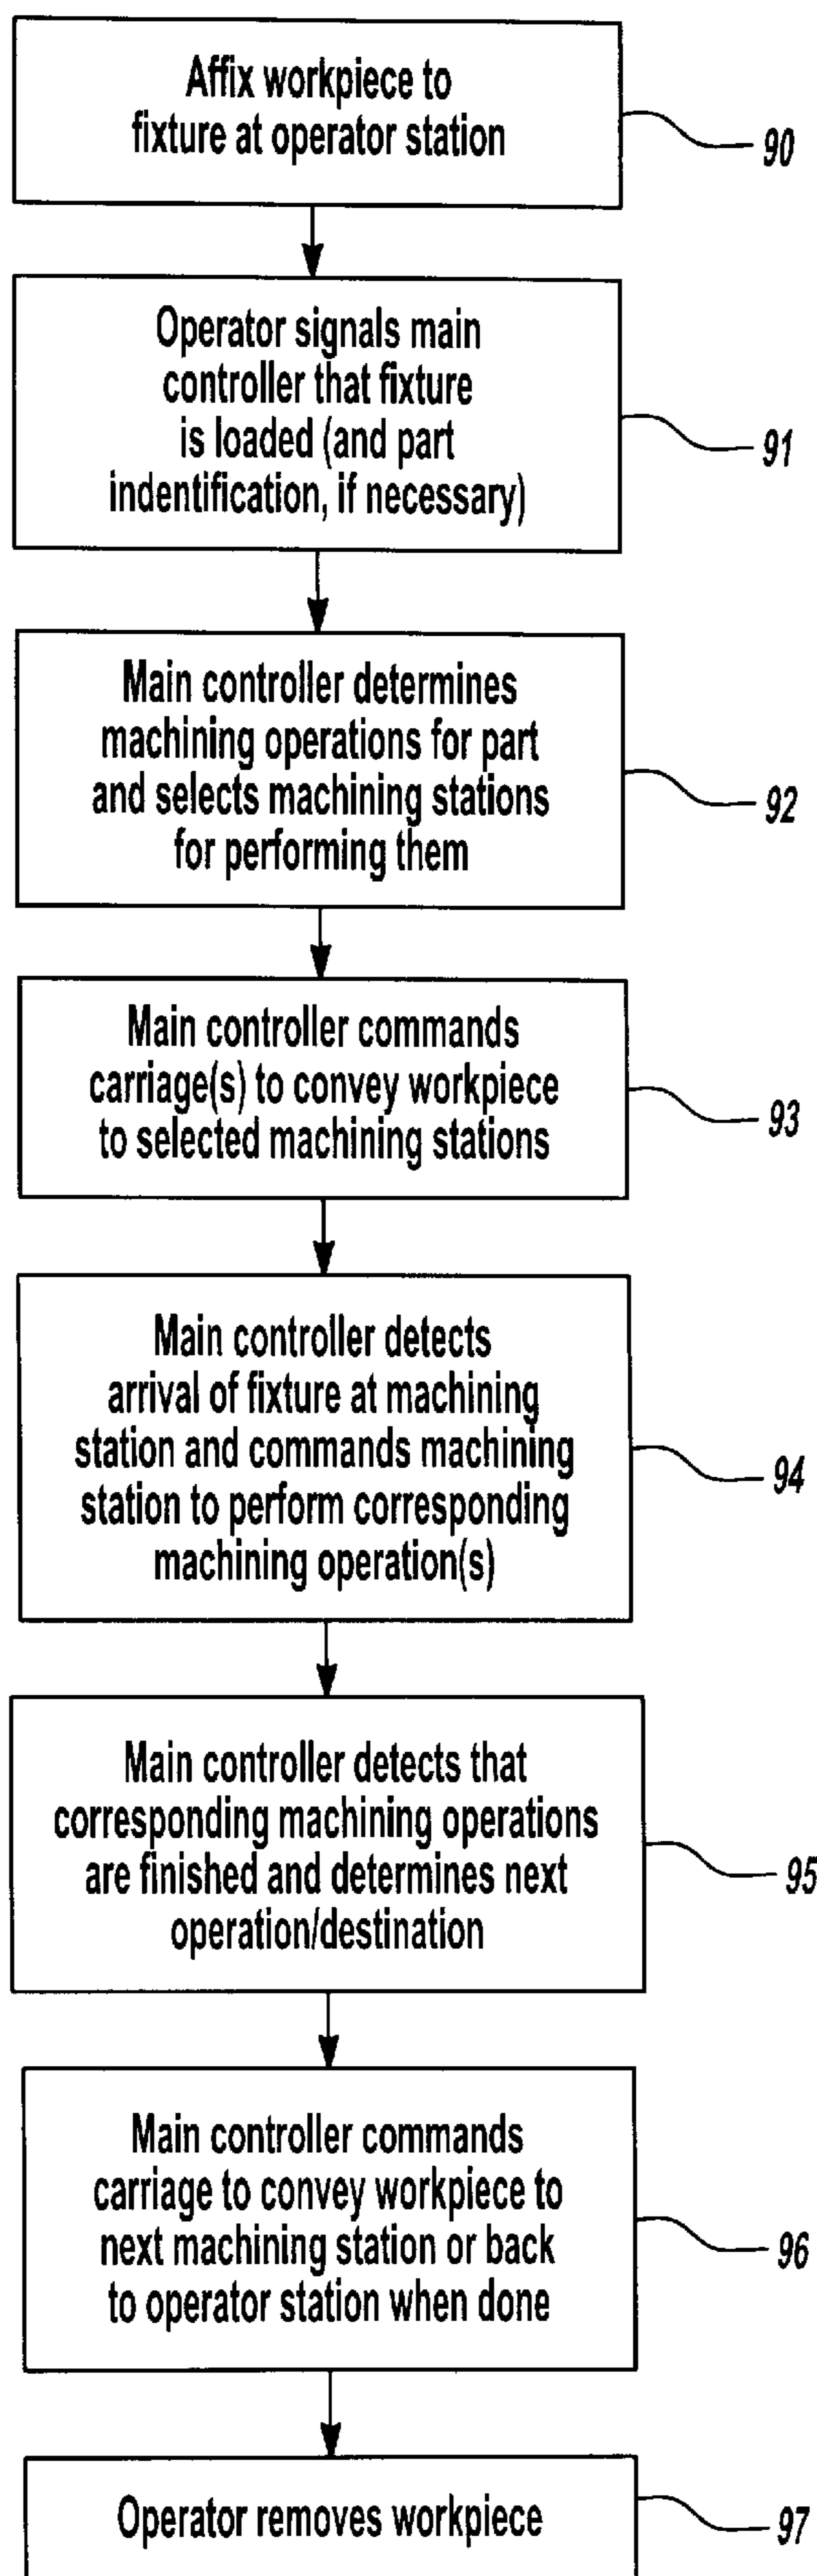 Affix workpiece to
fixture at operator station
90
Operator signals main
controller that fixture
is loaded (and part
indentification, if necessary)
91
Main controller determines
machining operations for part
and selects machining stations
for performing them
92
Main controller commands
carriage(s) to convey workpiece
to selected machining stations
93
Main controller detects
arrival of fixture at machining
station and commands machining
station to perform corresponding
machining operation(s)
94
Main controller detects that
corresponding machining operations
are finished and determines next
operation/destination
95
Main controller commands
carriage to convey workpiece to
next machining station or back
to operator station when done
96
Operator removes workpiece
97